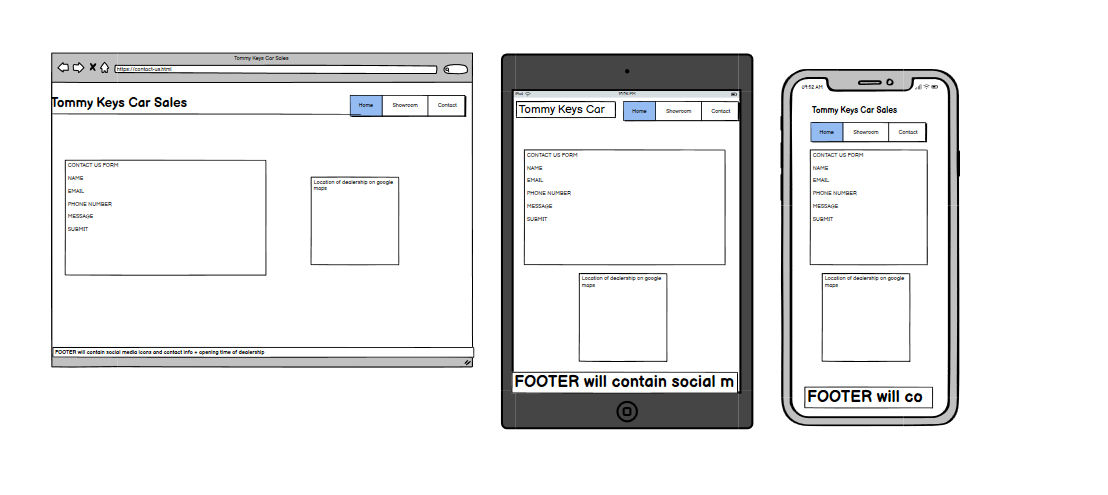 Tommy Keys Car Sales
https://contact-us.html
Tommy Keys Car Sales
Home Showroom Contact
CONTACT US FORM
NAME
EMAIL
PHONE NUMBER
MESSAGE
SUBMIT
Location of dealership on google
maps
FOOTER will contain social media icons and contact info + opening time of dealership
iPad
Tommy Keys Car
Home Showroom Contact
CONTACT US FORM
NAME
EMAIL
PHONE NUMBER
MESSAGE
SUBMIT
Location of dealership on google
maps
FOOTER will contain social m
09:52 AM
Tommy Keys Car Sales
Home Showroom Contact
CONTACT US FORM
NAME
EMAIL
PHONE NUMBER
MESSAGE
SUBMIT
Location of dealership on google
maps
FOOTER will co